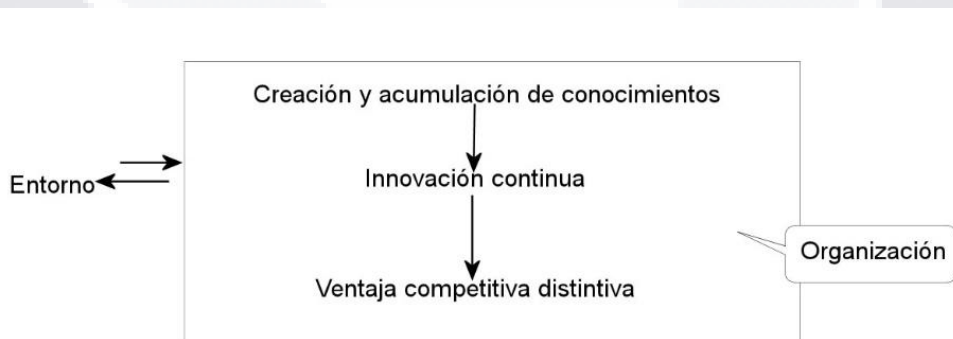 Creación y acumulación de conocimientos
Entorno
Innovación continua
Organización
Ventaja competitiva distintiva